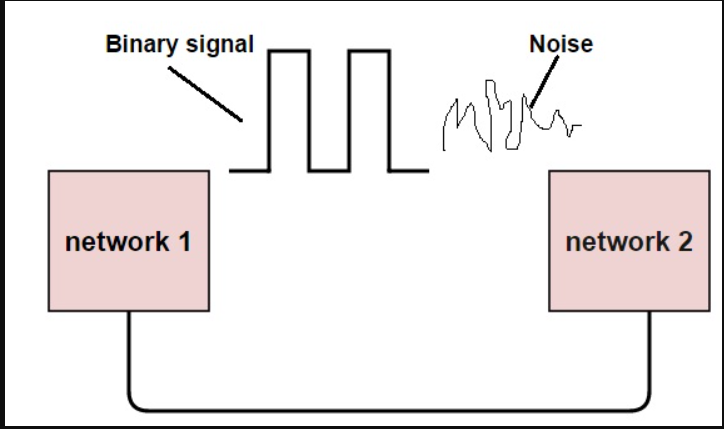 Binary signal
Noise
network 1
network 2